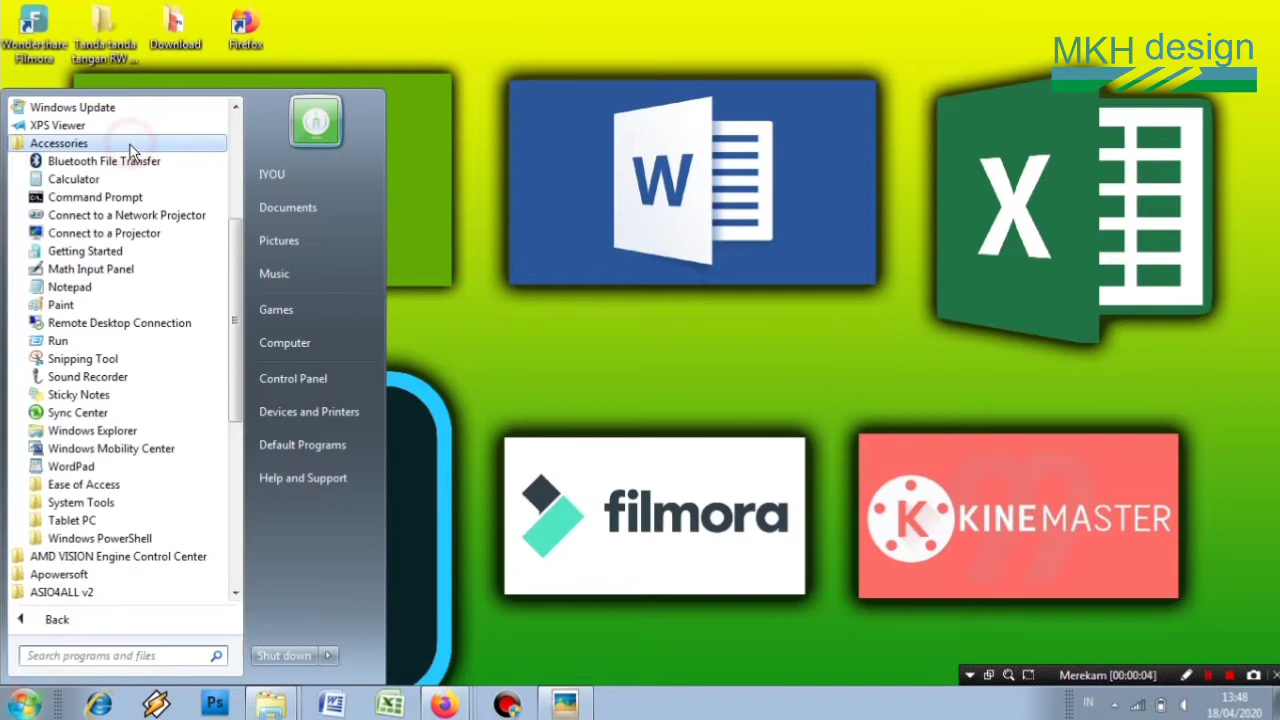 Wondershare
Filmora
Tanda tanda
tangan RW ...
Download
Firefox
MKH design
Windows Update
XPS Viewer
Accessories
Bluetooth File Transfer
Calculator
Command Prompt
Connect to a Network Projector
Connect to a Projector
Getting Started
Math Input Panel
Notepad
Paint
Remote Desktop Connection
Run
Snipping Tool
Sound Recorder
Sticky Notes
Sync Center
Windows Explorer
Windows Mobility Center
WordPad
Ease of Access
System Tools
Tablet PC
Windows PowerShell
AMD VISION Engine Control Center
Apowersoft
ASIO4ALL v2
Back
Search programs and files
IYOU
Documents
Pictures
Music
Games
Computer
Control Panel
Devices and Printers
Default Programs
Help and Support
Shut down
W
X
filmora
K KINEMASTER
Merekam [00:00:04]
Ps
IN
13:48
18/04/2020